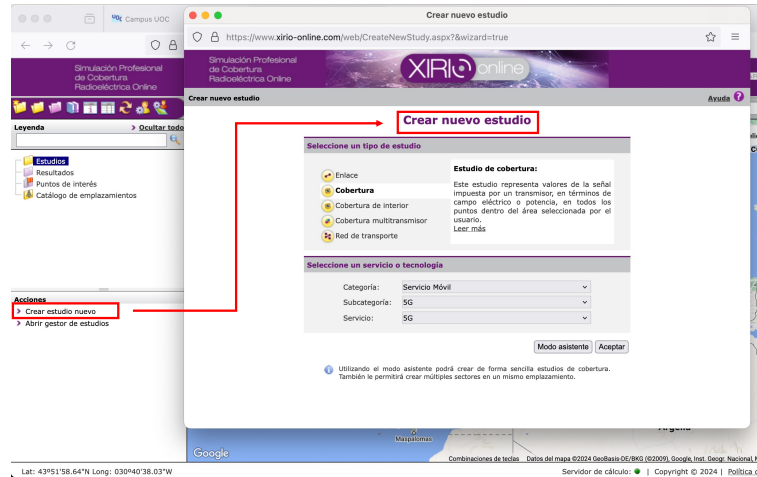 UOC Campus UOC
Simulación Profesional
de Cobertura
Radioeléctrica Online
Leyenda
Ocultar todo
Estudios
Resultados
Puntos de interés
Catálogo de emplazamientos
Acciones
Crear estudio nuevo
Abrir gestor de estudios
Crear nuevo estudio
https://www.xirio-online.com/web/CreateNewStudy.aspx?&wizard=true
Simulación Profesional
de Cobertura
Radioeléctrica Online
XIRIO online
Crear nuevo estudio
Ayuda ?
Crear nuevo estudio
Seleccione un tipo de estudio
Enlace
Cobertura
Cobertura de interior
Cobertura multitransmisor
Red de transporte
Estudio de cobertura:
Este estudio representa valores de la señal
impuesta por un transmisor, en términos de
campo eléctrico o potencia, en todos los
puntos dentro del área seleccionada por el
usuario.
Leer más
Seleccione un servicio o tecnología
Categoría: Servicio Móvil
Subcategoría: 5G
Servicio: 5G
Modo asistente Aceptar
Utilizando el modo asistente podrá crear de forma sencilla estudios de cobertura.
También le permitirá crear múltiples sectores en un mismo emplazamiento.
Maspalomas
Google
Combinaciones de teclas Datos del mapa ©2024 GeoBasis-DE/BKG (©2009), Google, Inst. Geogr. Nacional,
Lat: 43º51'58.64"N Long: 030º40'38.03"W
Servidor de cálculo: | Copyright © 2024 | Política